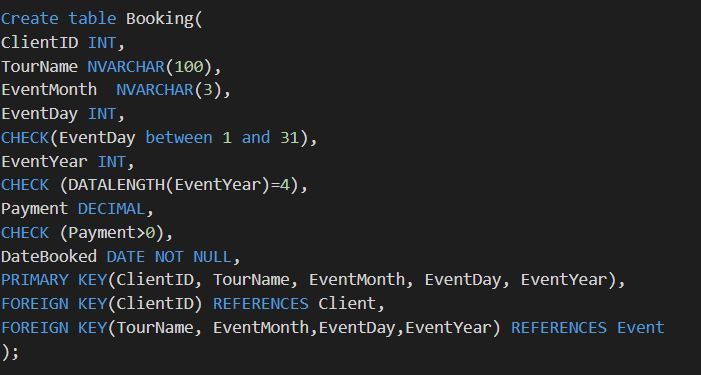 Create table Booking(
ClientID INT,
TourName NVARCHAR(100),
EventMonth  NVARCHAR(3),
EventDay INT,
CHECK(EventDay between 1 and 31),
EventYear INT,
CHECK (DATALENGTH(EventYear)=4),
Payment DECIMAL,
CHECK (Payment>0),
DateBooked DATE NOT NULL,
PRIMARY KEY(ClientID, TourName, EventMonth, EventDay, EventYear),
FOREIGN KEY(ClientID) REFERENCES Client,
FOREIGN KEY(TourName, EventMonth,EventDay,EventYear) REFERENCES Event
);